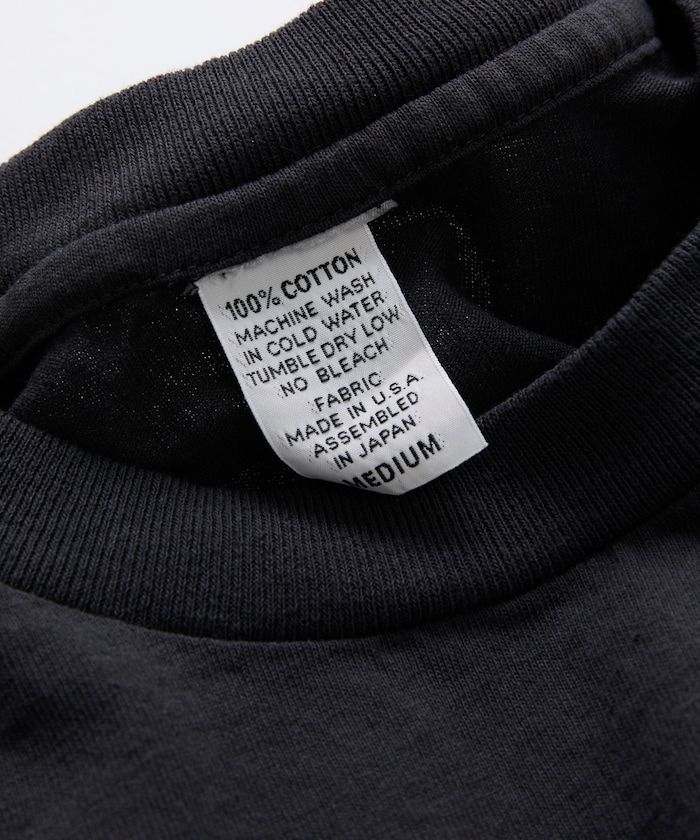 100% COTTON
MACHINE WASH
IN COLD WATER
TUMBLE DRY LOW
NO BLEACH
FABRIC
MADE IN U.S.A.
ASSEMBLED
IN JAPAN
MEDIUM